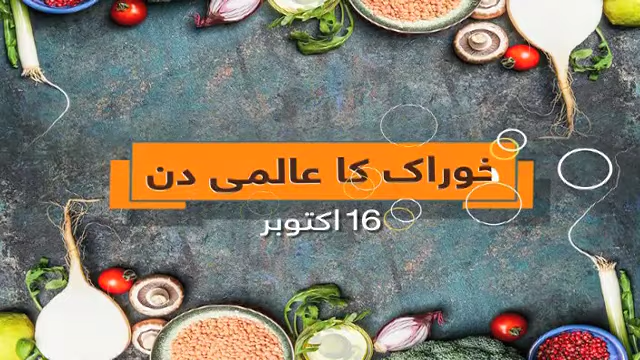 خوراک کا عالمی دن
16 اکتوبر